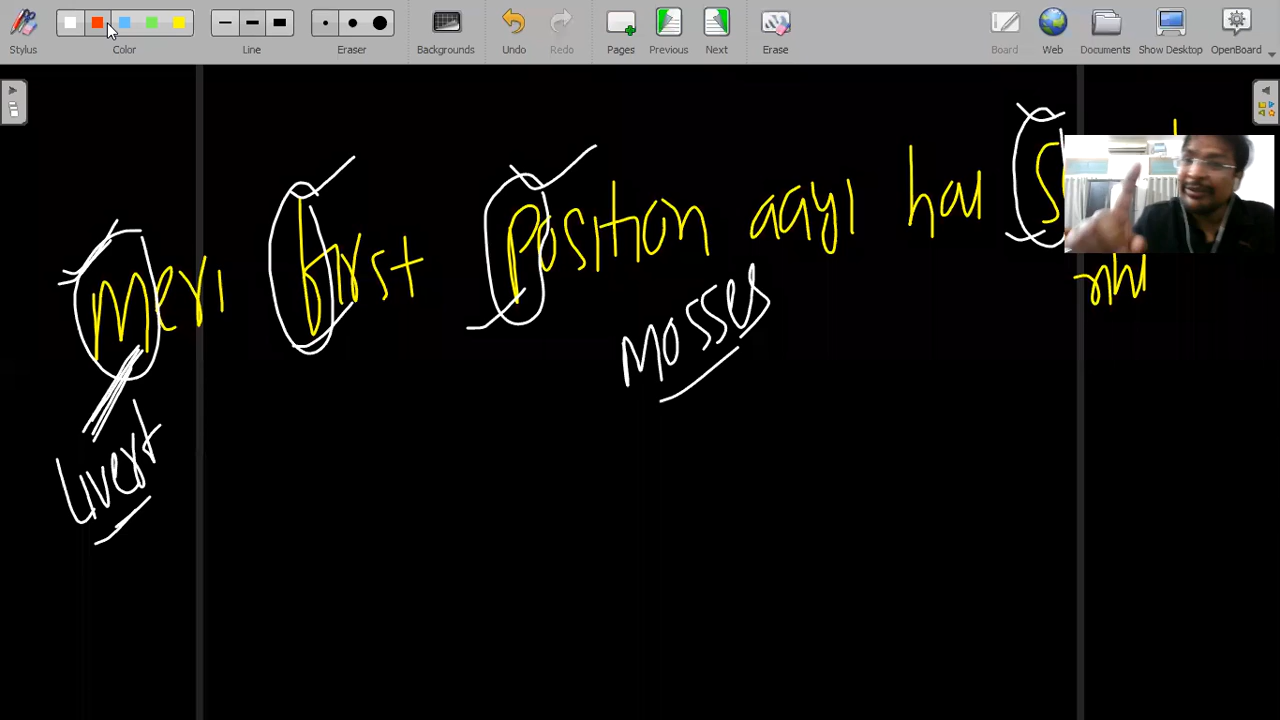 Stylus
Color
Line
Eraser
Backgrounds
Undo
Redo
Pages
Previous
Next
Erase
Board
Web
Documents
Show Desktop
OpenBoard
Meri first Position aayi hai S
nhi
Mosses
Livert